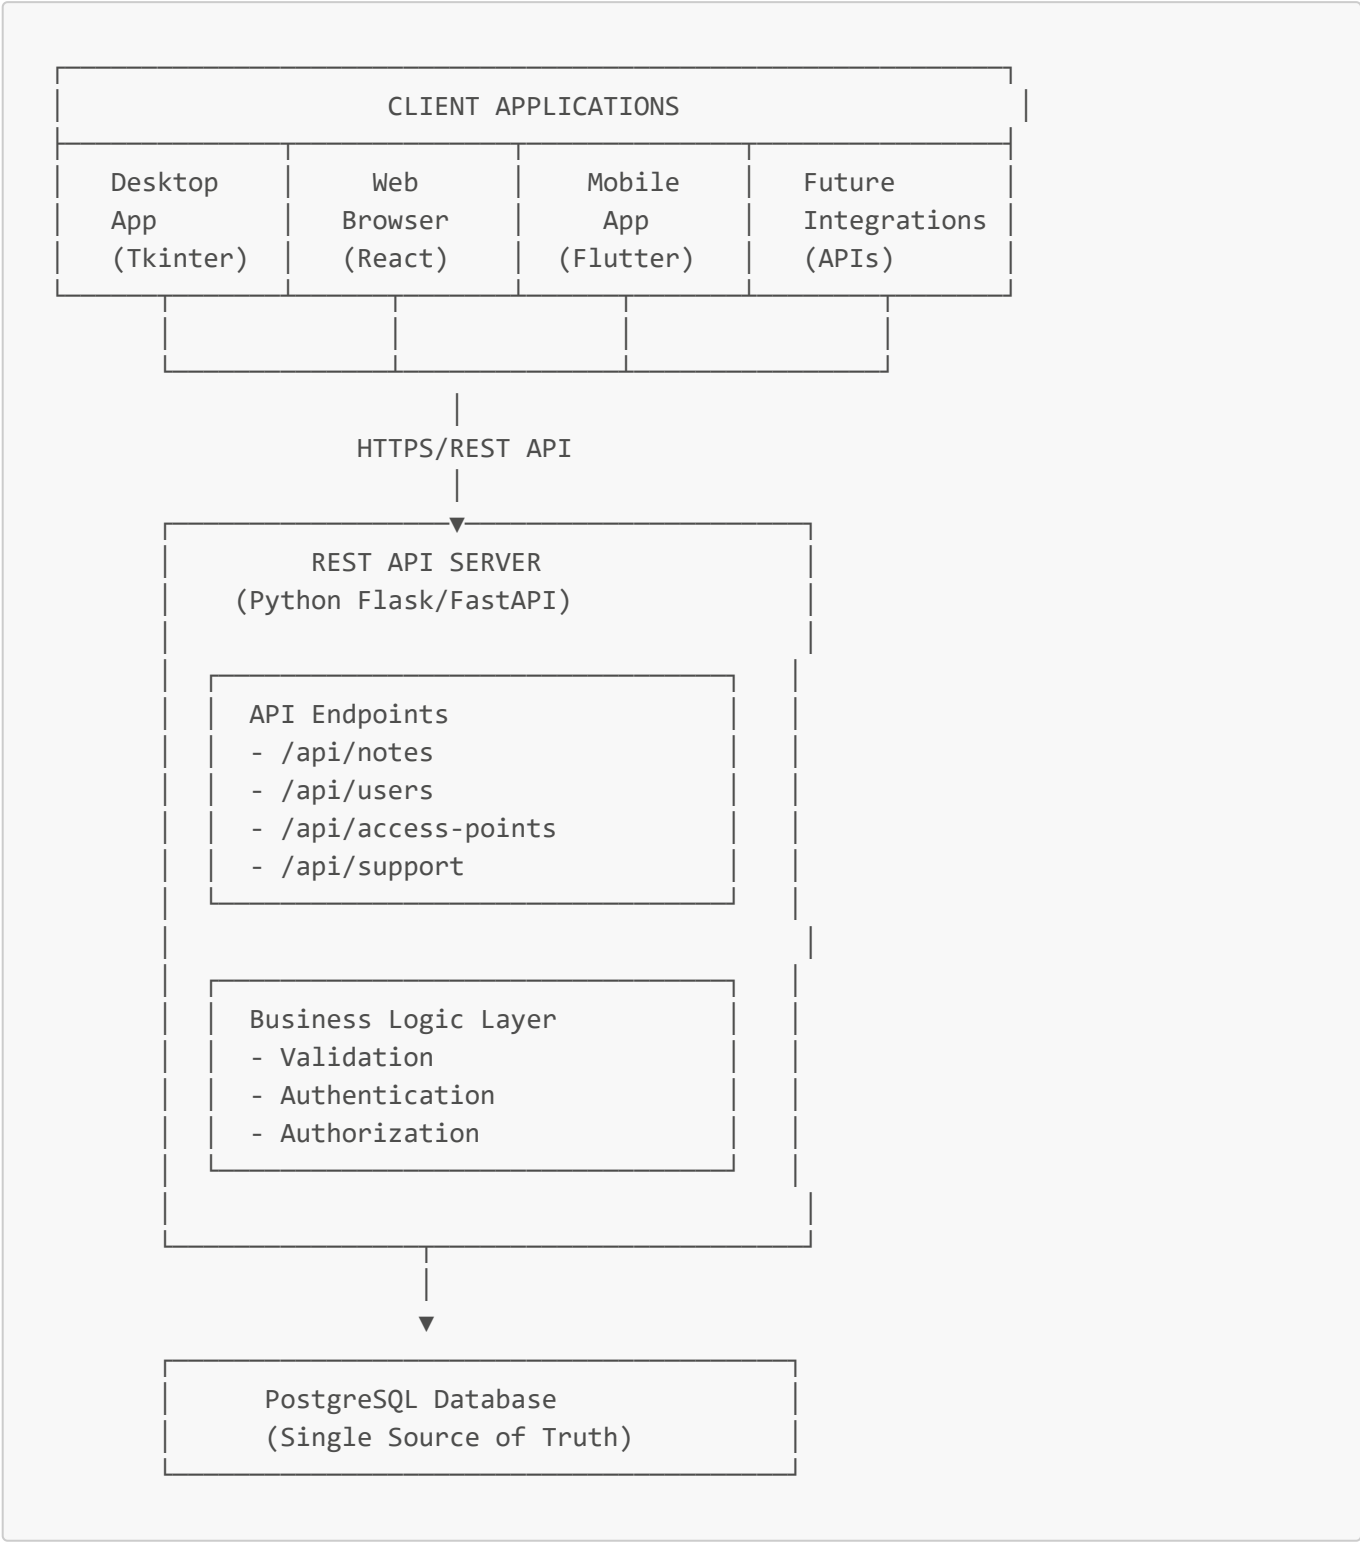 CLIENT APPLICATIONS
Desktop Web Mobile Future
App Browser App Integrations
(Tkinter) (React) (Flutter) (APIs)
HTTPS/REST API
REST API SERVER
(Python Flask/FastAPI)
API Endpoints
- /api/notes
- /api/users
- /api/access-points
- /api/support
Business Logic Layer
- Validation
- Authentication
- Authorization
PostgreSQL Database
(Single Source of Truth)